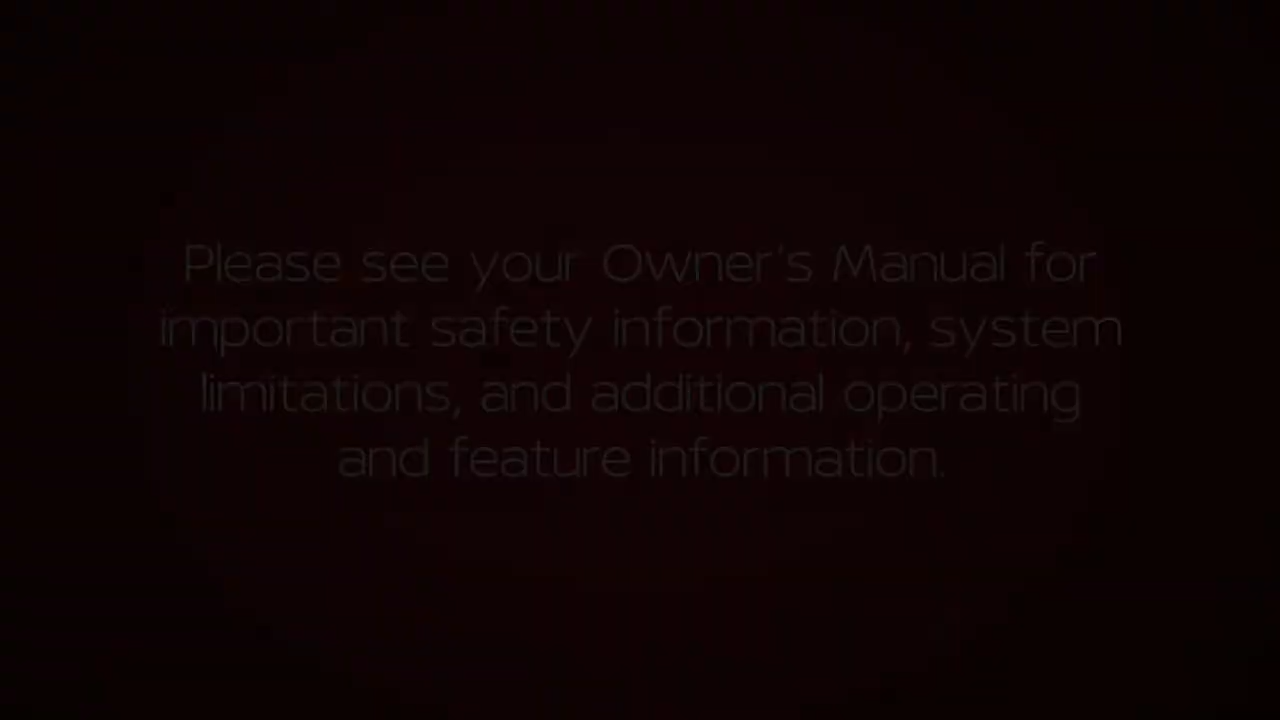 Please see your Owner's Manual for
important safety information, system
limitations, and additional operating
and feature information.